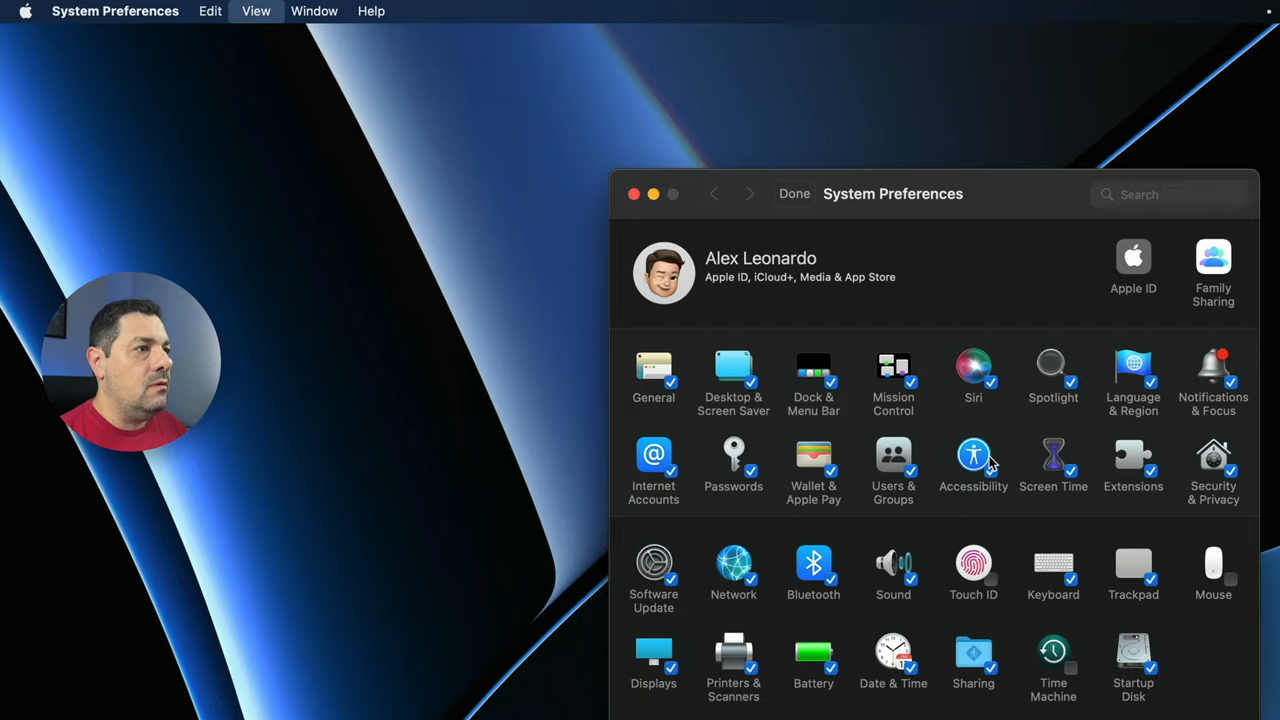 System Preferences Edit View Window Help
Done System Preferences Search
Alex Leonardo
Apple ID, iCloud+, Media & App Store
Apple ID
Family
Sharing
General
Desktop &
Screen Saver
Dock &
Menu Bar
Mission
Control
Siri
Spotlight
Language
& Region
Notifications
& Focus
Internet
Accounts
Passwords
Wallet &
Apple Pay
Users &
Groups
Accessibility
Screen Time
Extensions
Security
& Privacy
Software
Update
Network
Bluetooth
Sound
Touch ID
Keyboard
Trackpad
Mouse
Displays
Printers &
Scanners
Battery
Date & Time
Sharing
Time
Machine
Startup
Disk